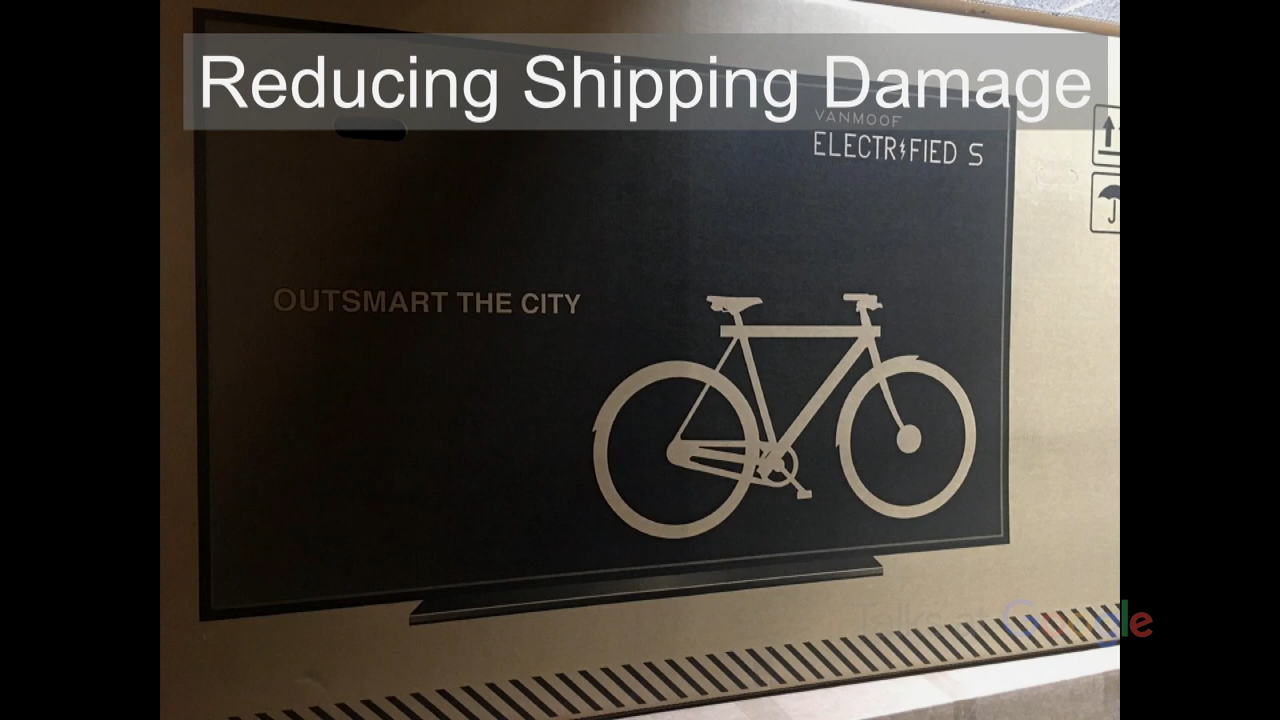 Reducing Shipping Damage
VANMOOF
ELECTRIFIED S
OUTSMART THE CITY
Talks at Google